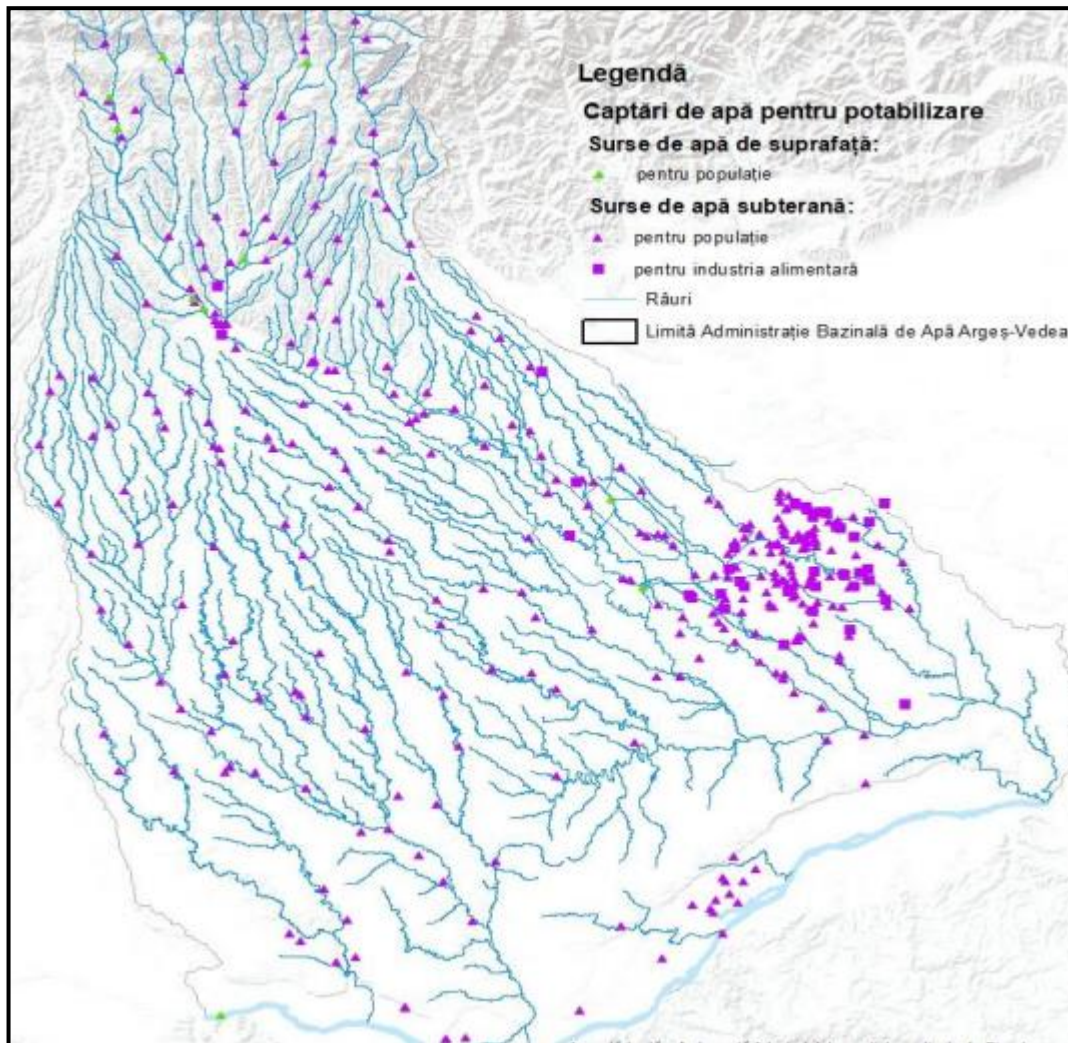 Legendă
Captări de apă pentru potabilizare
Surse de apă de suprafață:
pentru populație
Surse de apă subterană:
pentru populație
pentru industria alimentară
Râuri
Limită Administrație Bazinală de Apă Argeș-Vedea